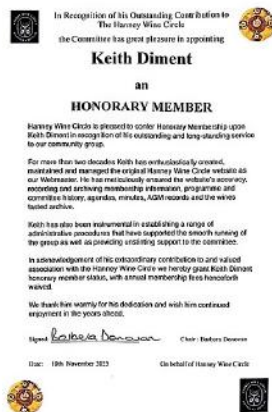 In Recognition of his Outstanding Contribution to
The Hanney Wine Circle
the Committee has great pleasure in appointing
Keith Diment
an
HONORARY MEMBER
Hanney Wine Circle is pleased to confer Honorary Membership upon
Keith Diment in recognition of his outstanding and long-standing service
to our community group.
For more than two decades Keith has enthusiastically created,
maintained and managed the original Hanney Wine Circle website as
our Webmaster. He has meticulously ensured the website's accuracy,
recording and archiving membership information, programme and
committee history, agendas, minutes, AGM records and the wines
tasted archive.
Keith has also been instrumental in establishing a range of
administrative procedures that have supported the smooth running of
the group as well as providing unstinting support to the committee.
In acknowledgement of his extraordinary contribution to and valued
association with the Hanney Wine Circle we hereby grant Keith Diment
honorary member status, with annual membership fees henceforth
waived.
We thank him warmly for his dedication and wish him continued
enjoyment in the years ahead.
Signed Barbara Donovan Chair: Barbara Donovan
Date: 10th November 2025 On behalf of Hanney Wine Circle